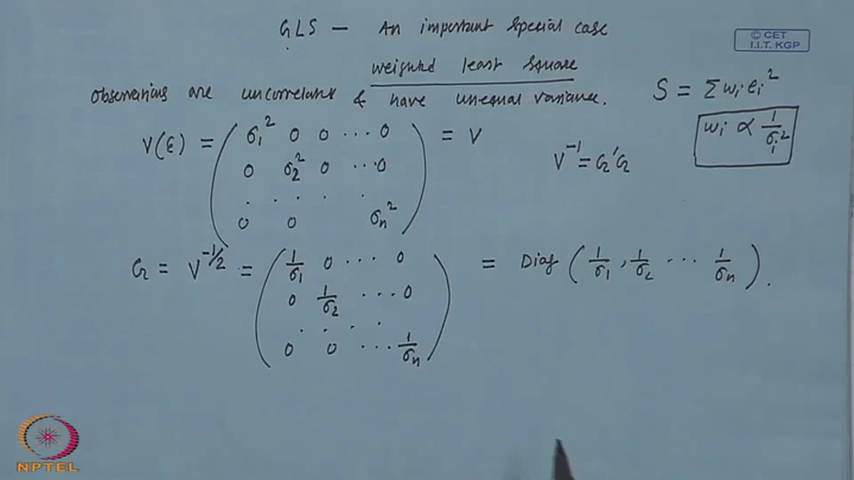 GLS — An important special case
© CET
I.I.T. KGP
weighted least square
Observations are uncorrelated & have unequal variance.
S = Σ wi ei²
wi ∝ 1/σi²
V(ε) = ( σ1² 0 0 ... 0
0 σ2² 0 ... 0
. . . . .
0 0 σn² ) = V
V⁻¹ = G'G
G = V^(-1/2) = ( 1/σ1 0 ... 0
0 1/σ2 ... 0
. . . .
0 0 ... 1/σn ) = Diag ( 1/σ1, 1/σ2 ... 1/σn ).
NPTEL